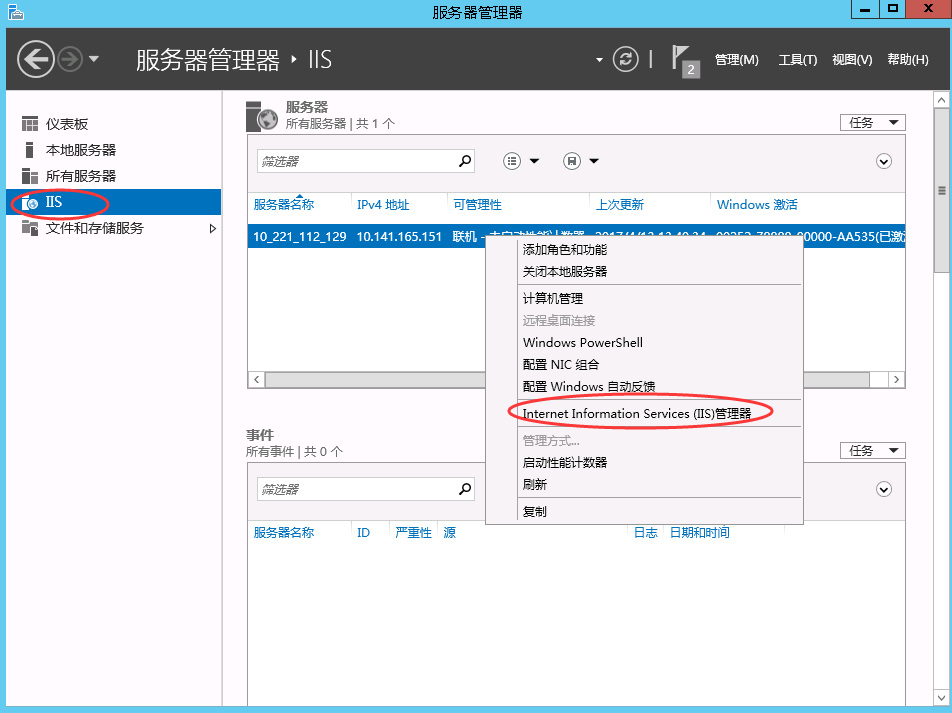 服务器管理器
服务器管理器 ‣ IIS
2
管理(M) 工具(T) 视图(V) 帮助(H)
仪表板
本地服务器
所有服务器
IIS
文件和存储服务
服务器
所有服务器 | 共 1 个
任务
筛选器
服务器名称 IPv4 地址 可管理性 上次更新 Windows 激活
10_221_112_129 10.141.165.151 联机 - 未启动性能计数器
添加角色和功能
关闭本地服务器
计算机管理
远程桌面连接
Windows PowerShell
配置 NIC 组合
配置 Windows 自动反馈
Internet Information Services (IIS)管理器
管理方式...
启动性能计数器
刷新
复制
事件
所有事件 | 共 0 个
任务
筛选器
服务器名称 ID 严重性 源 日志 日期和时间